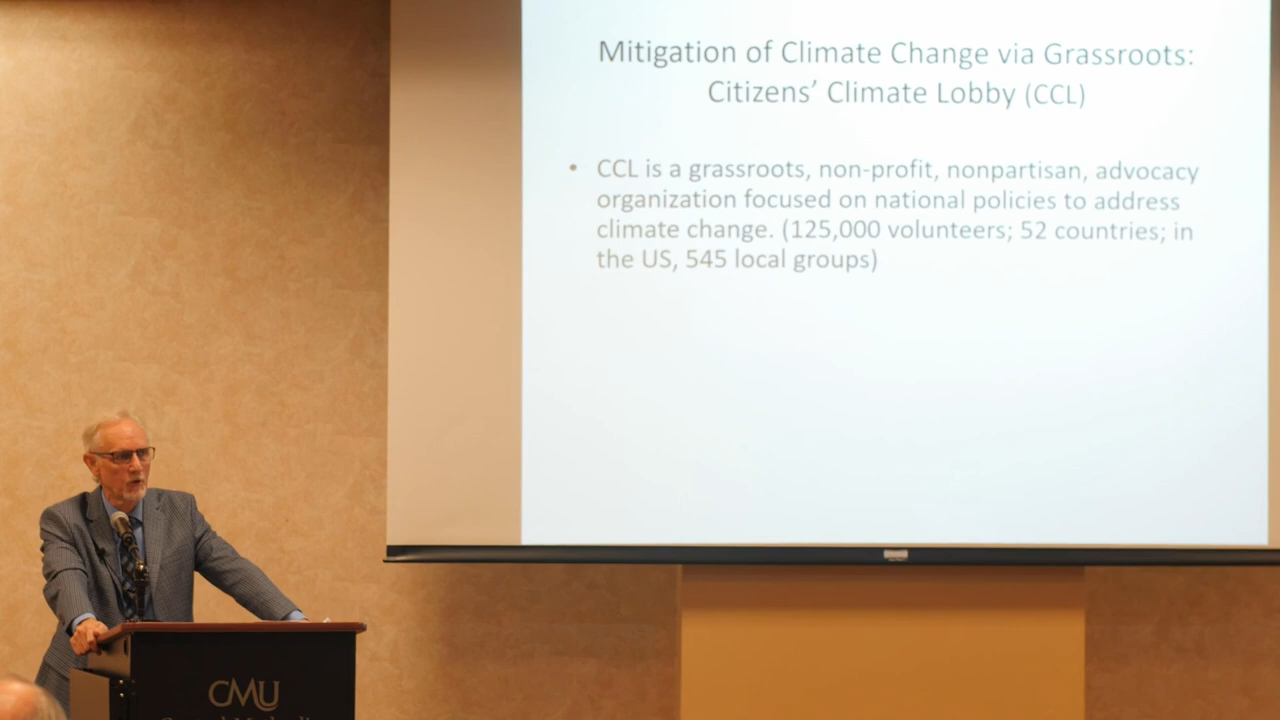 Mitigation of Climate Change via Grassroots:
Citizens’ Climate Lobby (CCL)
• CCL is a grassroots, non-profit, nonpartisan, advocacy
organization focused on national policies to address
climate change. (125,000 volunteers; 52 countries; in
the US, 545 local groups)
CMU